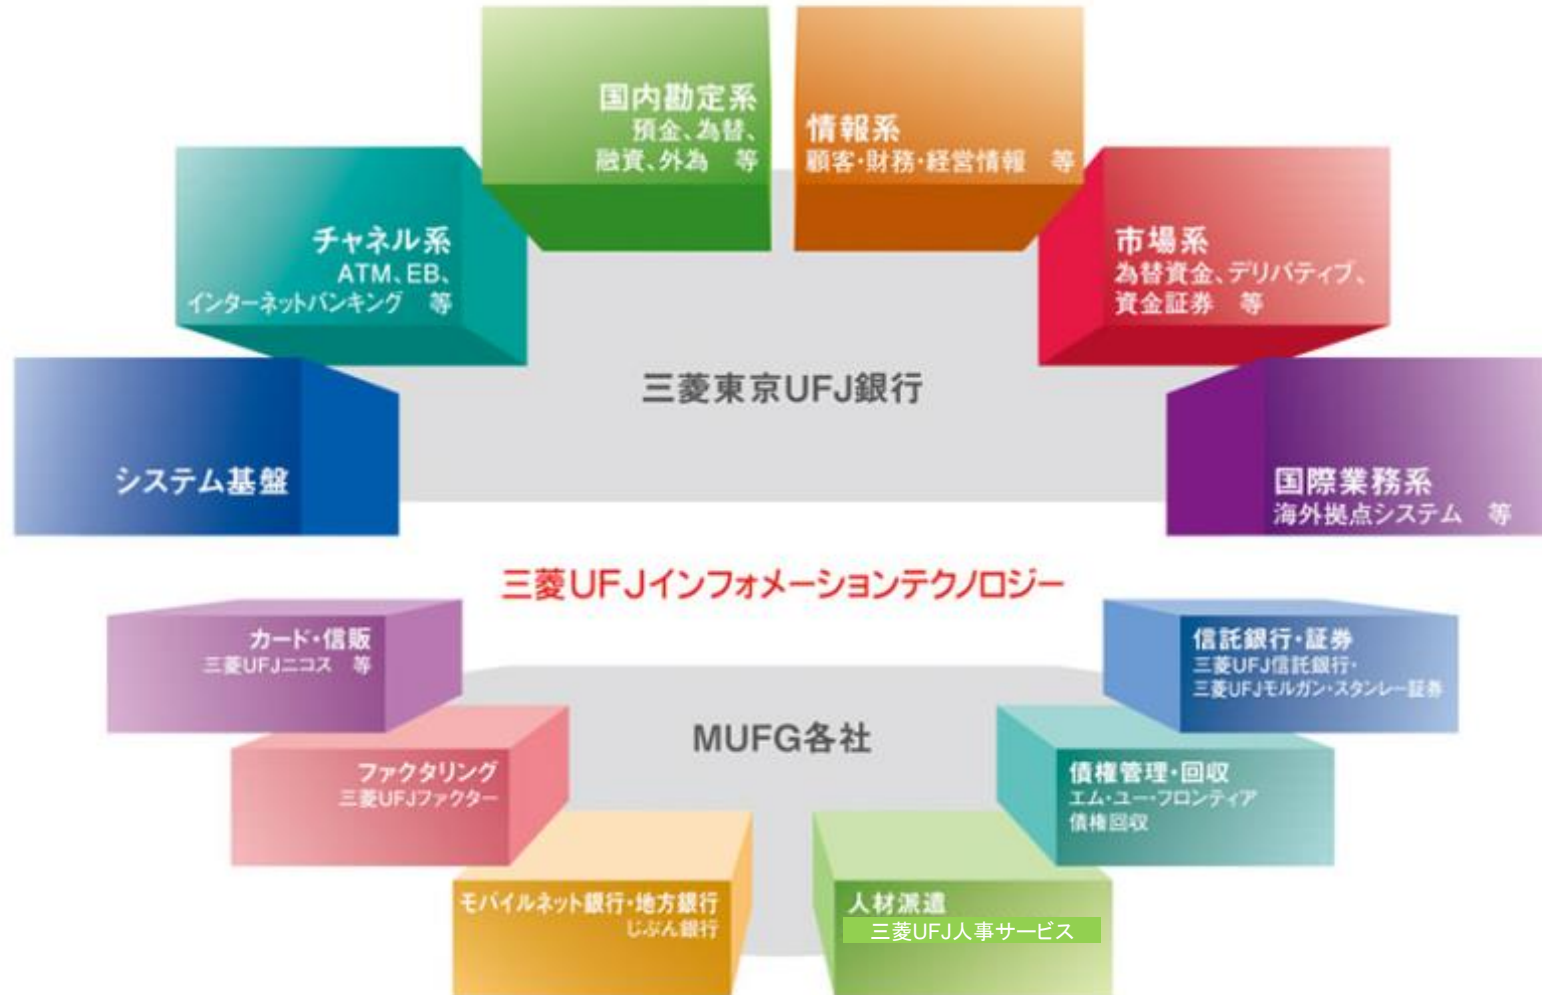 国内勘定系
預金、為替、
融資、外為　等
情報系
顧客・財務・経営情報　等
チャネル系
ATM、EB、
インターネットバンキング　等
市場系
為替資金、デリバティブ、
資金証券　等
三菱東京UFJ銀行
システム基盤
国際業務系
海外拠点システム　等
三菱UFJインフォメーションテクノロジー
カード・信販
三菱UFJニコス　等
信託銀行・証券
三菱UFJ信託銀行・
三菱UFJモルガン・スタンレー証券
MUFG各社
ファクタリング
三菱UFJファクター
債権管理・回収
エム・ユー・フロンティア
債権回収
モバイルネット銀行・地方銀行
じぶん銀行
人材派遣
三菱UFJ人事サービス